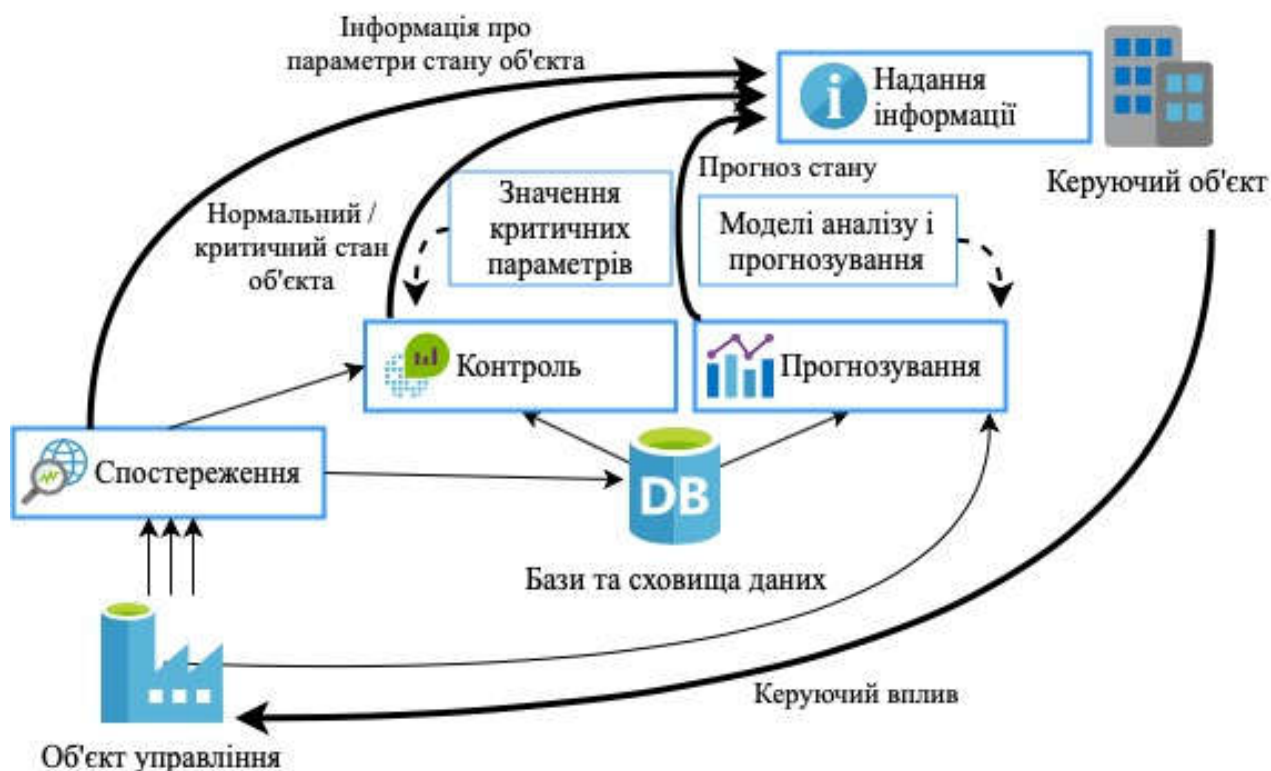 Інформація про
параметри стану об'єкта
Надання
інформації
Керуючий об'єкт
Прогноз стану
Значення
критичних
параметрів
Моделі аналізу і
прогнозування
Нормальний /
критичний стан
об'єкта
Контроль
Прогнозування
Спостереження
DB
Бази та сховища даних
Керуючий вплив
Об'єкт управління